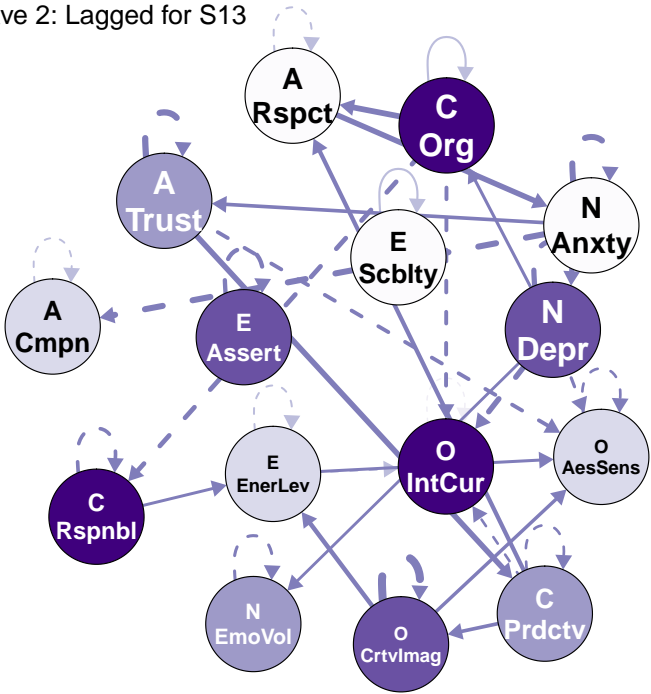 ve 2: Lagged for S13
A
Rspct
C
Org
A
Trust
N
Anxty
E
Scblty
A
Cmpn
E
Assert
N
Depr
O
IntCur
O
AesSens
E
EnerLev
C
Rspnbl
N
EmoVol
O
CrtvImag
C
Prdctv